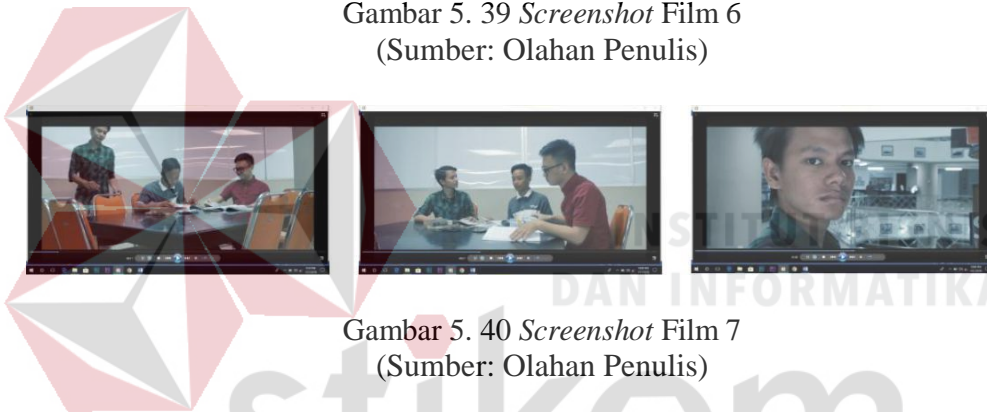 Gambar 5. 39 Screenshot Film 6
(Sumber: Olahan Penulis)
INSTITUT BISNIS
DAN INFORMATIKA
Gambar 5. 40 Screenshot Film 7
(Sumber: Olahan Penulis)
stikom